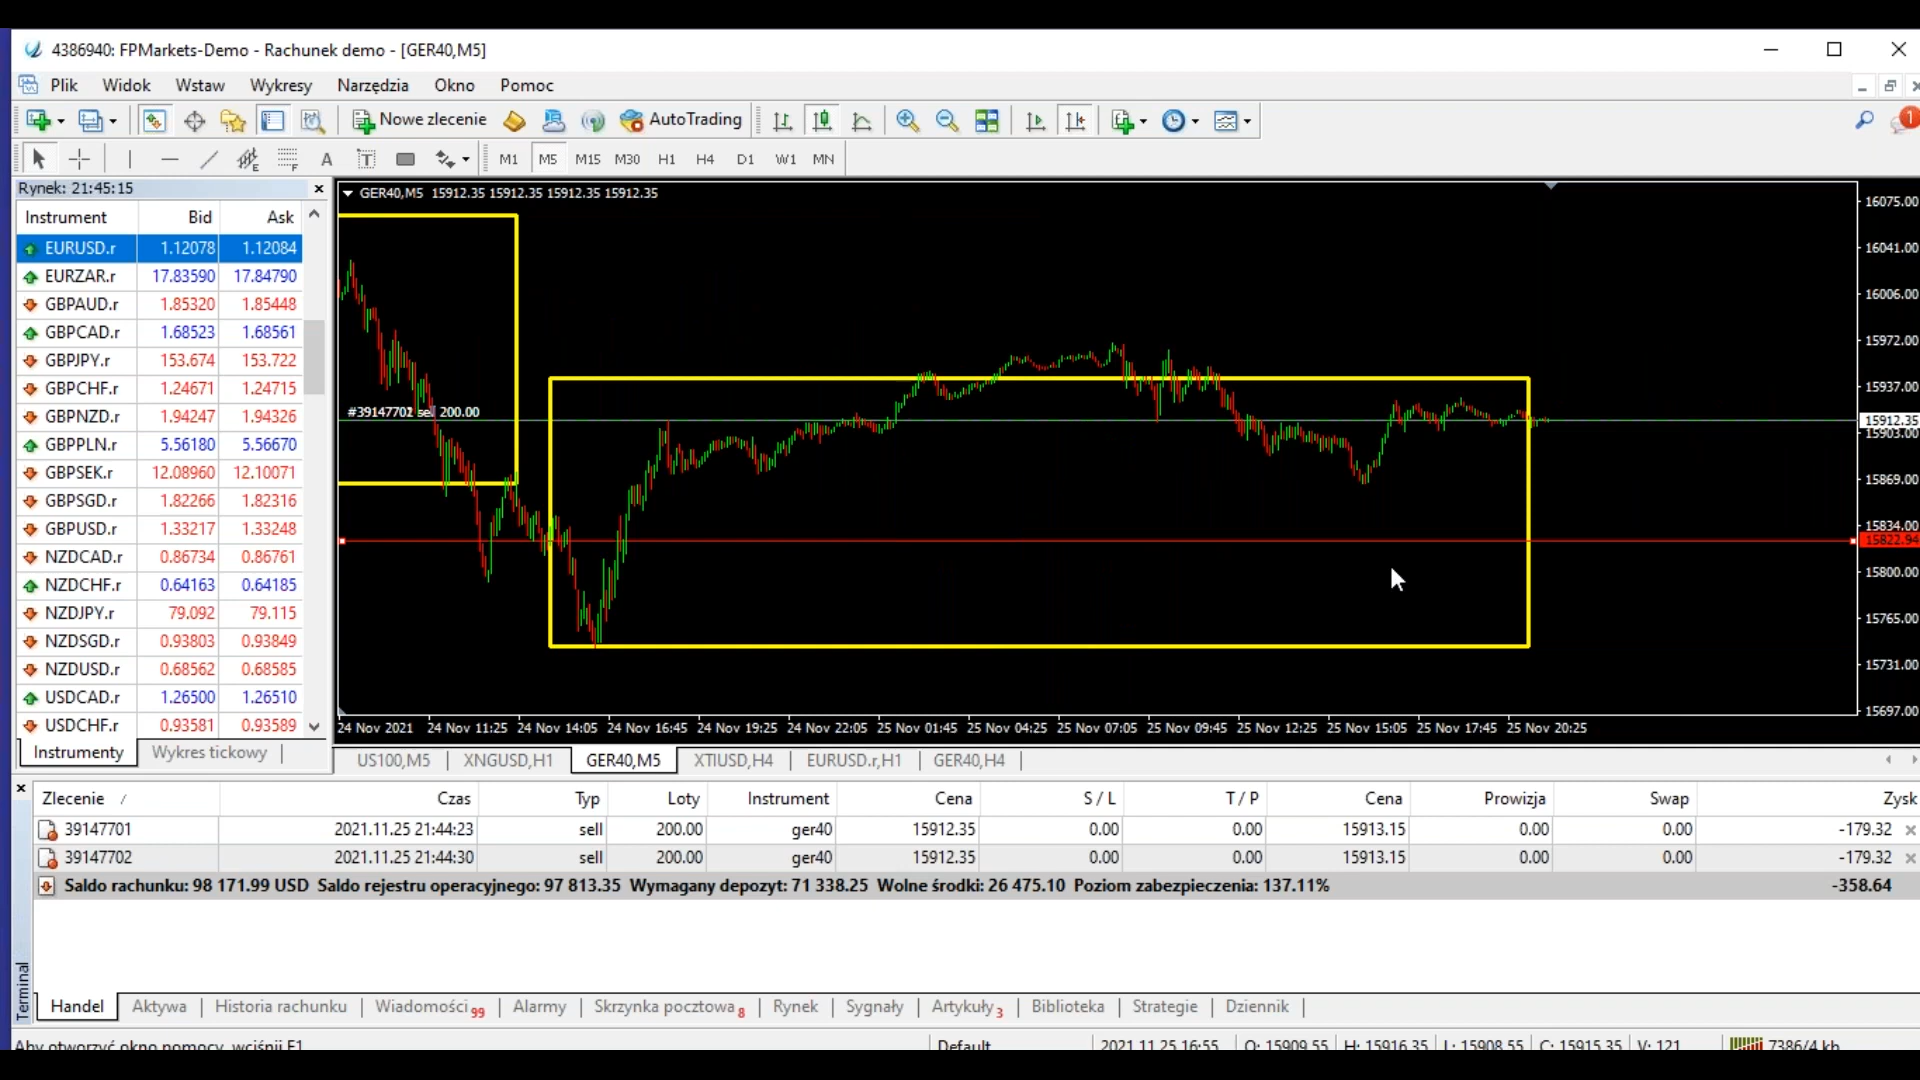 4386940: FPMarkets-Demo - Rachunek demo - [GER40,M5]
Plik Widok Wstaw Wykresy Narzędzia Okno Pomoc
Nowe zlecenie AutoTrading 1
E F A T M1 M5 M15 M30 H1 H4 D1 W1 MN
Rynek: 21:45:15
Instrument Bid Ask
EURUSD.r 1.12078 1.12084
EURZAR.r 17.83590 17.84790
GBPAUD.r 1.85320 1.85448
GBPCAD.r 1.68523 1.68561
GBPJPY.r 153.674 153.722
GBPCHF.r 1.24671 1.24715
GBPNZD.r 1.94247 1.94326
GBPPLN.r 5.56180 5.56670
GBPSEK.r 12.08960 12.10071
GBPSGD.r 1.82266 1.82316
GBPUSD.r 1.33217 1.33248
NZDCAD.r 0.86734 0.86761
NZDCHF.r 0.64163 0.64185
NZDJPY.r 79.092 79.115
NZDSGD.r 0.93803 0.93849
NZDUSD.r 0.68562 0.68585
USDCAD.r 1.26500 1.26510
USDCHF.r 0.93581 0.93589
Instrumenty Wykres tickowy
GER40,M5 15912.35 15912.35 15912.35 15912.35
#39147702 sell 200.00
16075.00
16041.00
16006.00
15972.00
15937.00
15912.35
15903.00
15869.00
15834.00
15822.94
15800.00
15765.00
15731.00
15697.00
24 Nov 2021 24 Nov 11:25 24 Nov 14:05 24 Nov 16:45 24 Nov 19:25 24 Nov 22:05 25 Nov 01:45 25 Nov 04:25 25 Nov 07:05 25 Nov 09:45 25 Nov 12:25 25 Nov 15:05 25 Nov 17:45 25 Nov 20:25
US100,M5 XNGUSD,H1 GER40,M5 XTIUSD,H4 EURUSD.r,H1 GER40,H4
Zlecenie / Czas Typ Loty Instrument Cena S / L T / P Cena Prowizja Swap Zysk
39147701 2021.11.25 21:44:23 sell 200.00 ger40 15912.35 0.00 0.00 15913.15 0.00 0.00 -179.32
39147702 2021.11.25 21:44:30 sell 200.00 ger40 15912.35 0.00 0.00 15913.15 0.00 0.00 -179.32
Saldo rachunku: 98 171.99 USD Saldo rejestru operacyjnego: 97 813.35 Wymagany depozyt: 71 338.25 Wolne środki: 26 475.10 Poziom zabezpieczenia: 137.11% -358.64
Terminal
Handel Aktywa Historia rachunku Wiadomości 99 Alarmy Skrzynka pocztowa 8 Rynek Sygnały Artykuły 3 Biblioteka Strategie Dziennik
Aby otworzyć okno pomocy, wciśnij F1 Default 2021.11.25 16:55 O: 15909.55 H: 15916.35 L: 15908.55 C: 15915.35 V: 121 7386/4 kb